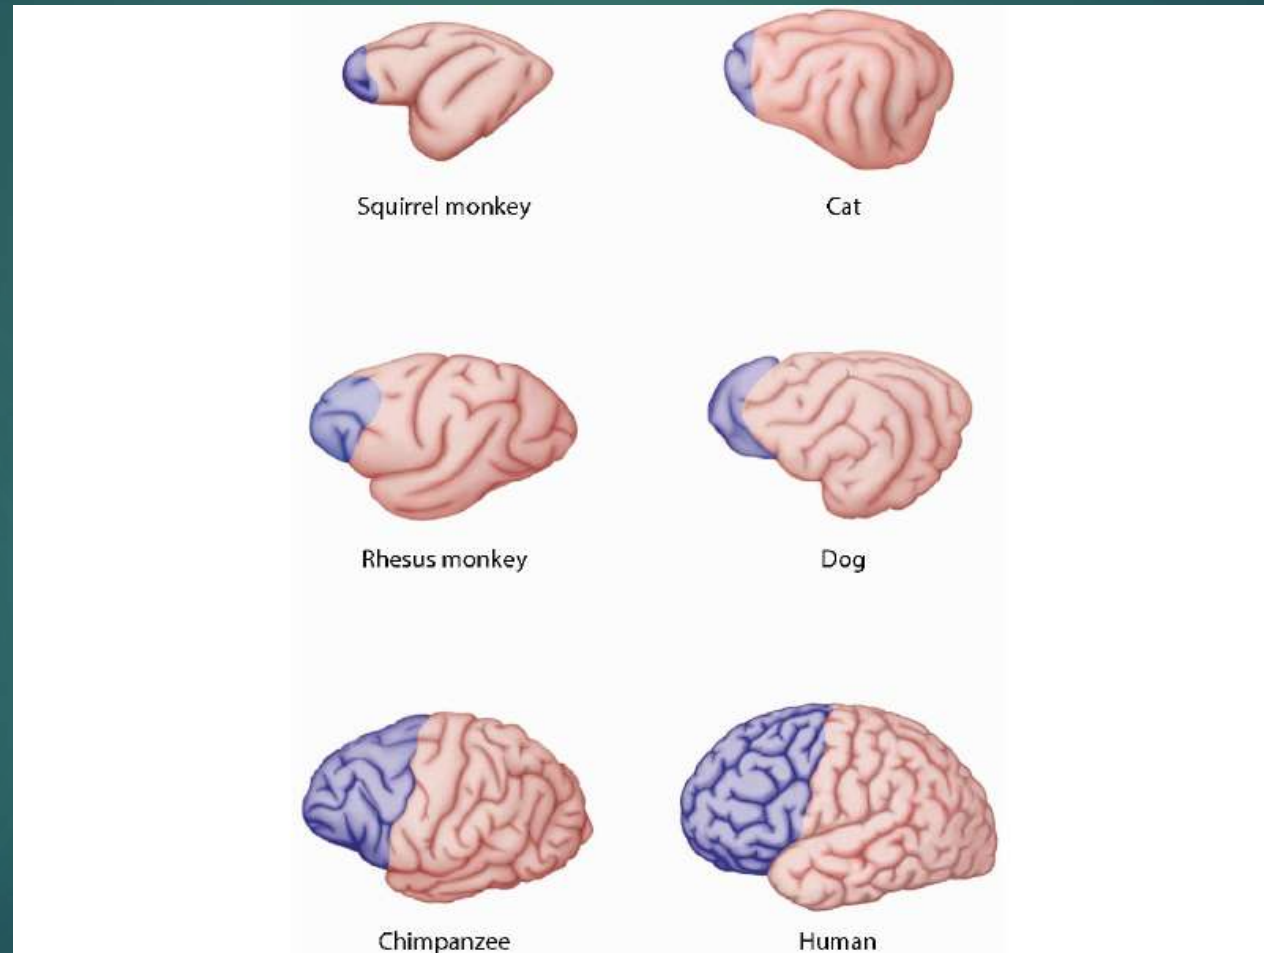 Squirrel monkey
Cat
Rhesus monkey
Dog
Chimpanzee
Human